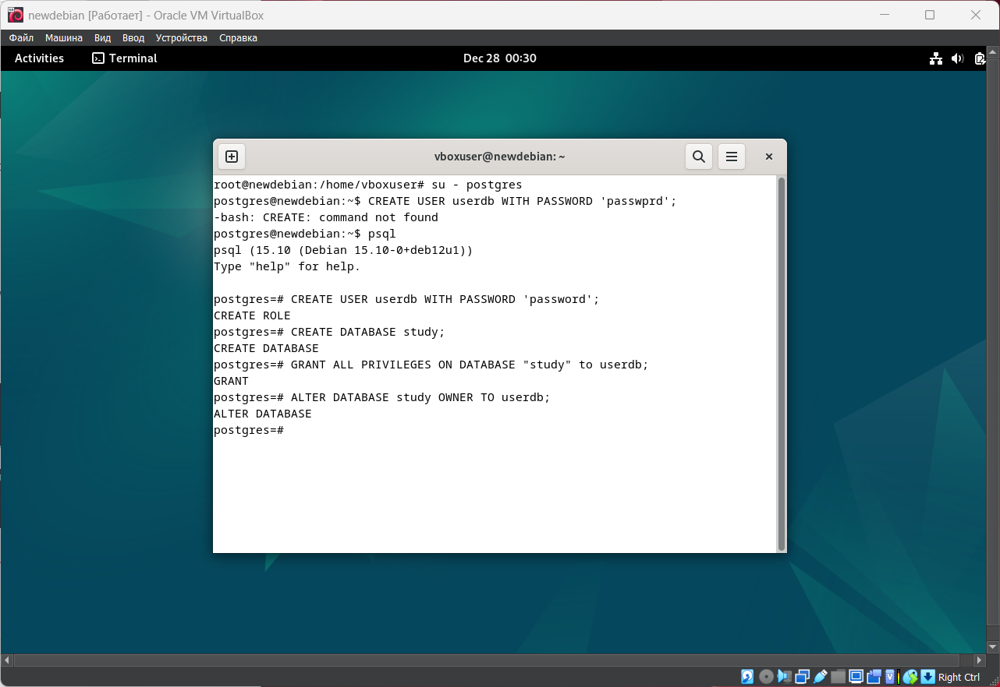 newdebian [Работает] - Oracle VM VirtualBox
Файл Машина Вид Ввод Устройства Справка
Activities Terminal Dec 28 00:30
vboxuser@newdebian: ~
root@newdebian:/home/vboxuser# su - postgres
postgres@newdebian:~$ CREATE USER userdb WITH PASSWORD 'passwprd';
-bash: CREATE: command not found
postgres@newdebian:~$ psql
psql (15.10 (Debian 15.10-0+deb12u1))
Type "help" for help.
postgres=# CREATE USER userdb WITH PASSWORD 'password';
CREATE ROLE
postgres=# CREATE DATABASE study;
CREATE DATABASE
postgres=# GRANT ALL PRIVILEGES ON DATABASE "study" to userdb;
GRANT
postgres=# ALTER DATABASE study OWNER TO userdb;
ALTER DATABASE
postgres=#
Right Ctrl